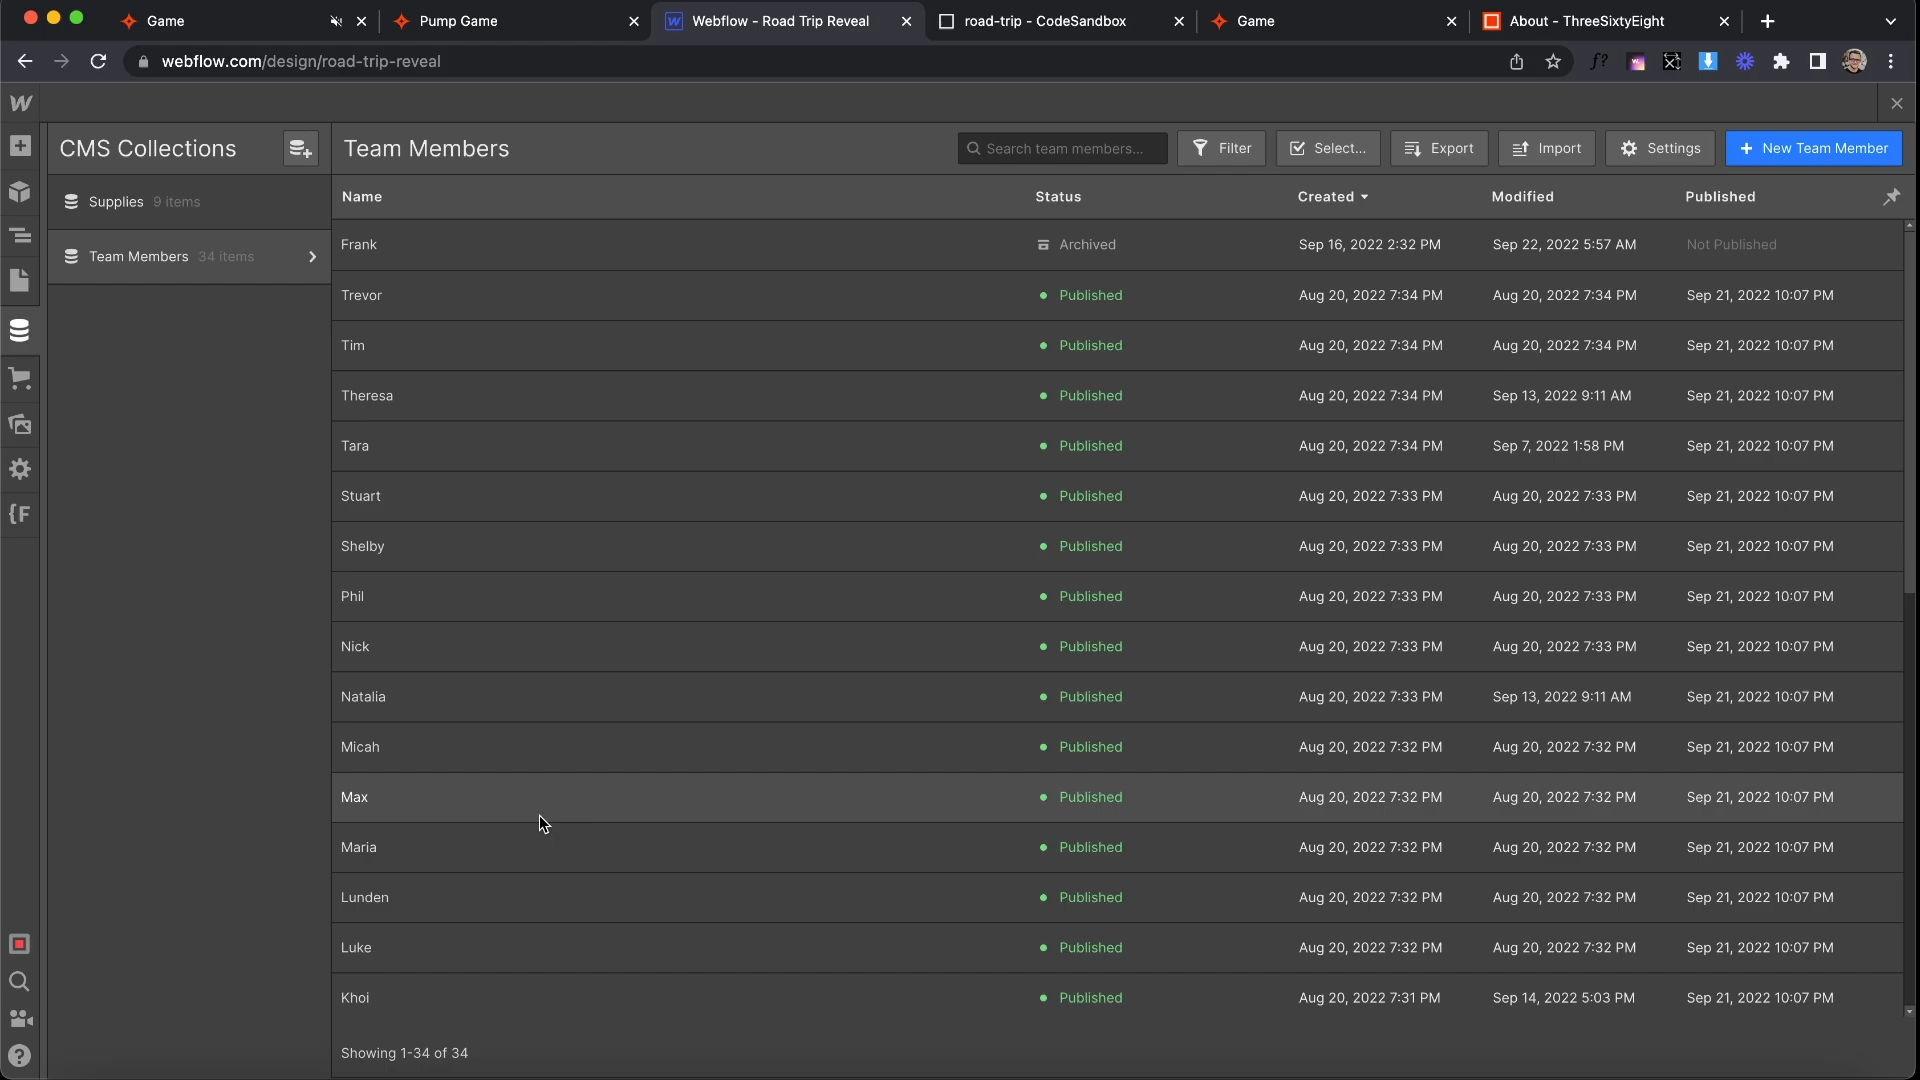 Game
Pump Game
Webflow - Road Trip Reveal
road-trip - CodeSandbox
Game
About - ThreeSixtyEight
webflow.com/design/road-trip-reveal
f?
CMS Collections
Team Members
Search team members...
Filter
Select...
Export
Import
Settings
New Team Member
Supplies 9 items
Team Members 34 items
Name Status Created Modified Published
Frank Archived Sep 16, 2022 2:32 PM Sep 22, 2022 5:57 AM Not Published
Trevor Published Aug 20, 2022 7:34 PM Aug 20, 2022 7:34 PM Sep 21, 2022 10:07 PM
Tim Published Aug 20, 2022 7:34 PM Aug 20, 2022 7:34 PM Sep 21, 2022 10:07 PM
Theresa Published Aug 20, 2022 7:34 PM Sep 13, 2022 9:11 AM Sep 21, 2022 10:07 PM
Tara Published Aug 20, 2022 7:34 PM Sep 7, 2022 1:58 PM Sep 21, 2022 10:07 PM
Stuart Published Aug 20, 2022 7:33 PM Aug 20, 2022 7:33 PM Sep 21, 2022 10:07 PM
Shelby Published Aug 20, 2022 7:33 PM Aug 20, 2022 7:33 PM Sep 21, 2022 10:07 PM
Phil Published Aug 20, 2022 7:33 PM Aug 20, 2022 7:33 PM Sep 21, 2022 10:07 PM
Nick Published Aug 20, 2022 7:33 PM Aug 20, 2022 7:33 PM Sep 21, 2022 10:07 PM
Natalia Published Aug 20, 2022 7:33 PM Sep 13, 2022 9:11 AM Sep 21, 2022 10:07 PM
Micah Published Aug 20, 2022 7:32 PM Aug 20, 2022 7:32 PM Sep 21, 2022 10:07 PM
Max Published Aug 20, 2022 7:32 PM Aug 20, 2022 7:32 PM Sep 21, 2022 10:07 PM
Maria Published Aug 20, 2022 7:32 PM Aug 20, 2022 7:32 PM Sep 21, 2022 10:07 PM
Lunden Published Aug 20, 2022 7:32 PM Aug 20, 2022 7:32 PM Sep 21, 2022 10:07 PM
Luke Published Aug 20, 2022 7:32 PM Aug 20, 2022 7:32 PM Sep 21, 2022 10:07 PM
Khoi Published Aug 20, 2022 7:31 PM Sep 14, 2022 5:03 PM Sep 21, 2022 10:07 PM
Showing 1-34 of 34